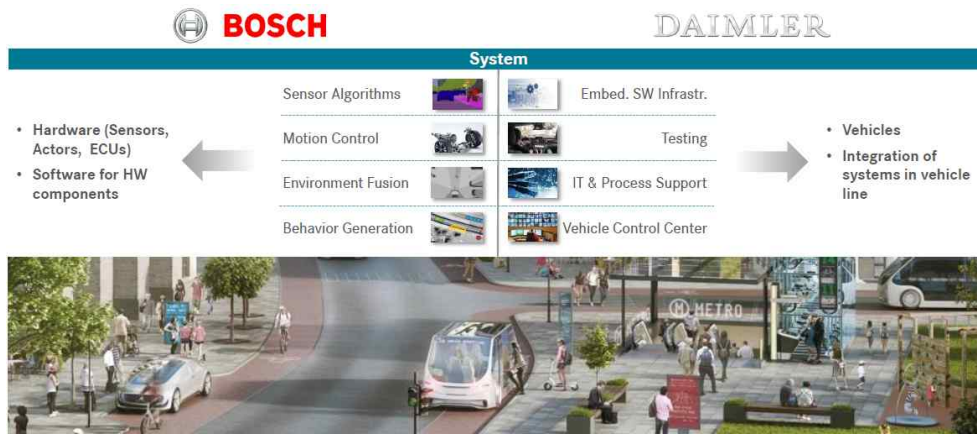 BOSCH
DAIMLER
System
Sensor Algorithms
Embed. SW Infrastr.
Motion Control
Testing
Environment Fusion
IT & Process Support
Behavior Generation
Vehicle Control Center
• Hardware (Sensors,
Actors, ECUs)
• Software for HW
components
• Vehicles
• Integration of
systems in vehicle
line
METRO